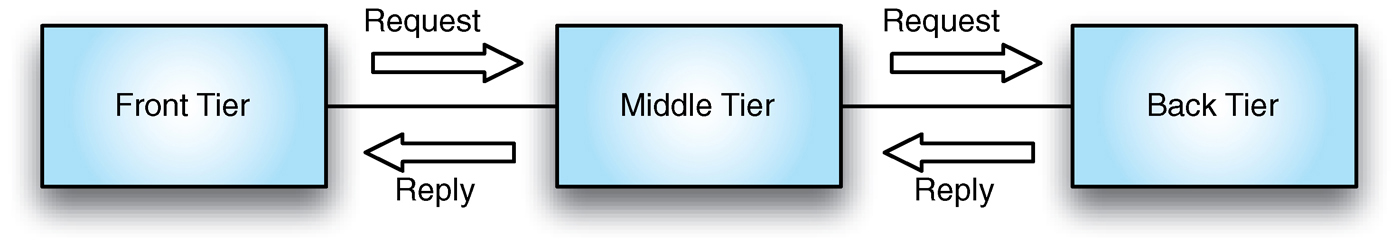 Request
Request
Front Tier
Middle Tier
Back Tier
Reply
Reply